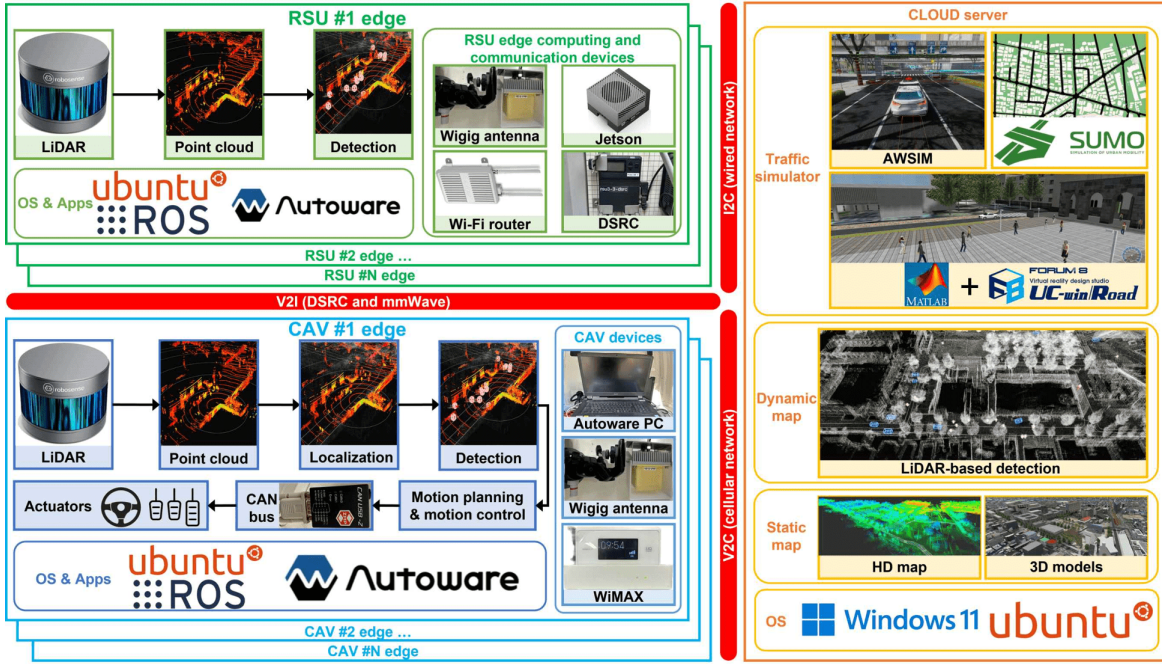 RSU #1 edge
robosense
LiDAR
Point cloud
Detection
RSU edge computing and
communication devices
Wigig antenna
Jetson
Wi-Fi router
DSRC
OS & Apps
ubuntu
ROS
Autoware
RSU #2 edge ...
RSU #N edge
V2I (DSRC and mmWave)
CAV #1 edge
robosense
LiDAR
Point cloud
Localization
Detection
Actuators
CAN
bus
Motion planning
& motion control
CAV devices
Autoware PC
Wigig antenna
09:54
WiMAX
OS & Apps
ubuntu
ROS
Autoware
CAV #2 edge ...
CAV #N edge
I2C (wired network)
V2C (cellular network)
CLOUD server
Traffic
simulator
AWSIM
SUMO
SIMULATION OF URBAN MOBILITY
MATLAB
+
FORUM 8
Virtual reality design studio
UC-win/Road
Dynamic
map
LiDAR-based detection
Static
map
HD map
3D models
OS
Windows 11
ubuntu